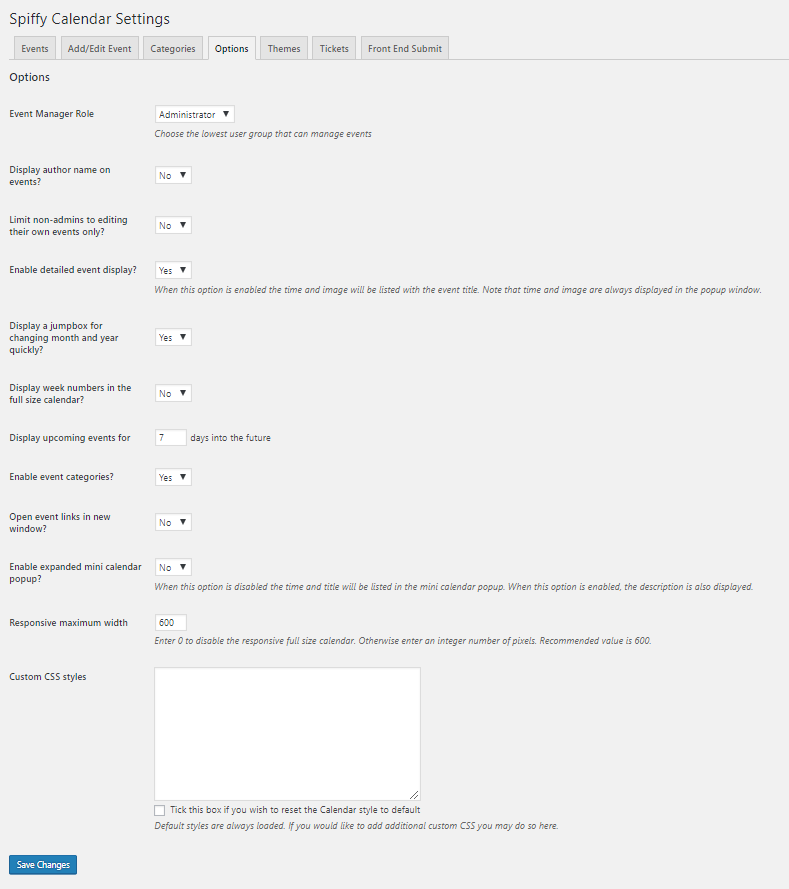 Spiffy Calendar Settings
Events Add/Edit Event Categories Options Themes Tickets Front End Submit
Options
Event Manager Role
Administrator
Choose the lowest user group that can manage events
Display author name on
events?
No
Limit non-admins to editing
their own events only?
No
Enable detailed event display?
Yes
When this option is enabled the time and image will be listed with the event title. Note that time and image are always displayed in the popup window.
Display a jumpbox for
changing month and year
quickly?
Yes
Display week numbers in the
full size calendar?
No
Display upcoming events for 7 days into the future
Enable event categories?
Yes
Open event links in new
window?
No
Enable expanded mini calendar
popup?
No
When this option is disabled the time and title will be listed in the mini calendar popup. When this option is enabled, the description is also displayed.
Responsive maximum width
600
Enter 0 to disable the responsive full size calendar. Otherwise enter an integer number of pixels. Recommended value is 600.
Custom CSS styles
Tick this box if you wish to reset the Calendar style to default
Default styles are always loaded. If you would like to add additional custom CSS you may do so here.
Save Changes